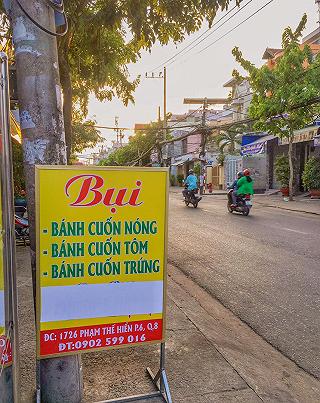 Bụi
- BÁNH CUỐN NÓNG
- BÁNH CUỐN TÔM
- BÁNH CUỐN TRỨNG
ĐC: 1726 PHẠM THẾ HIỂN P.6, Q.8
ĐT:0902 599 016